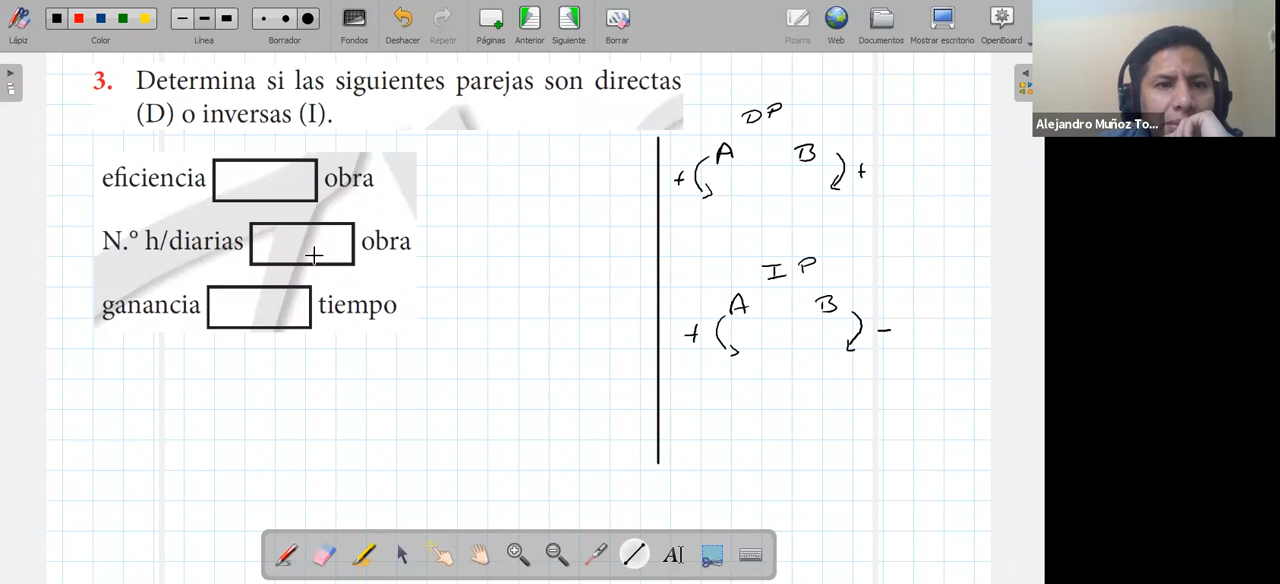 Lápiz
Color
Línea
Borrador
Fondos
Deshacer
Repetir
Páginas
Anterior
Siguiente
Borrar
Pizarra
Web
Documentos
Mostrar escritorio
OpenBoard
3. Determina si las siguientes parejas son directas
(D) o inversas (I).
eficiencia obra
N.° h/diarias obra
ganancia tiempo
DP
A B
+ +
I P
A B
+ -
Alejandro Muñoz To...
AI